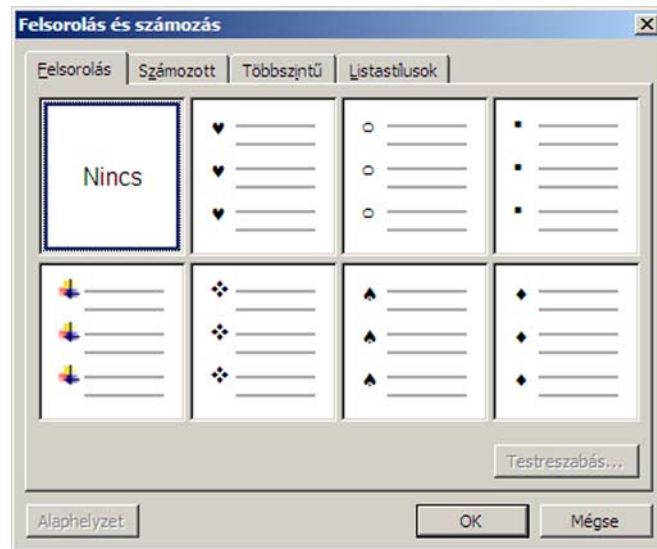 Felsorolás és számozás
Felsorolás Számozott Többszintű Listastílusok
Nincs
Testreszabás...
Alaphelyzet OK Mégse